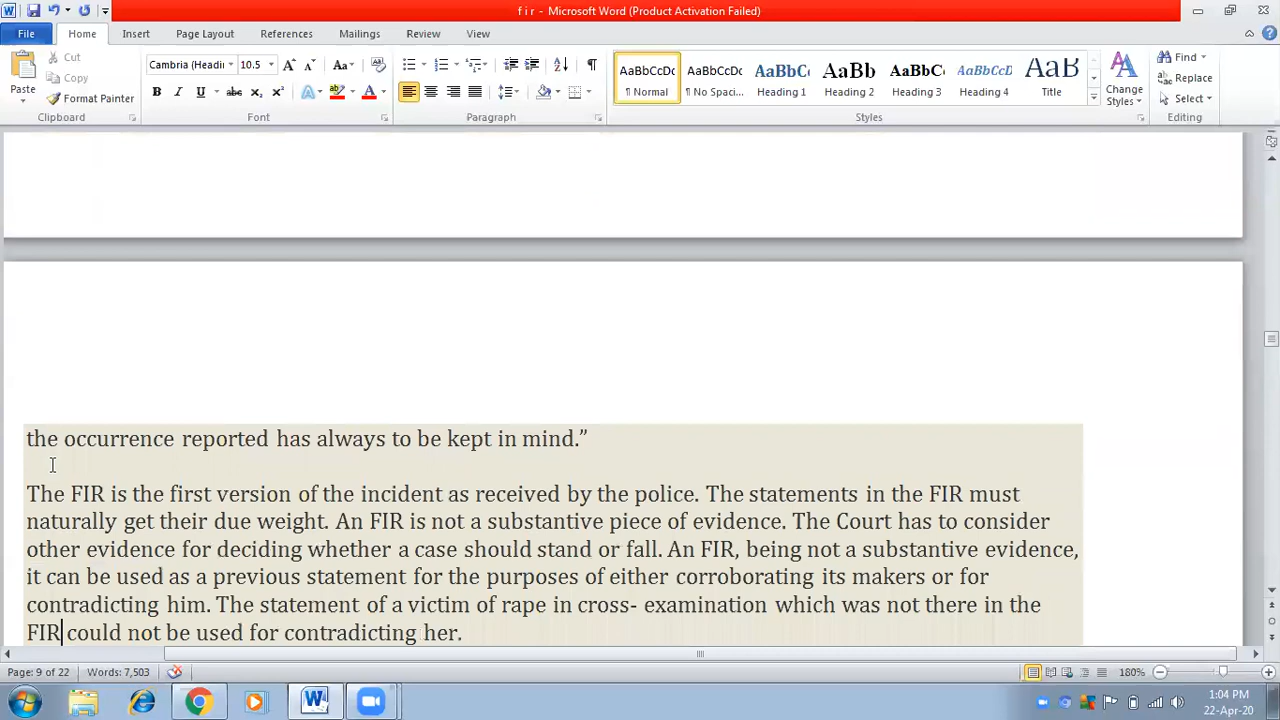 f i r - Microsoft Word (Product Activation Failed)
File Home Insert Page Layout References Mailings Review View
Paste
Cut
Copy
Format Painter
Clipboard
Cambria (Headi 10.5
Font
Paragraph
AaBbCcDc ¶ Normal
AaBbCcDc ¶ No Spaci...
AaBbC Heading 1
AaBb Heading 2
AaBbC Heading 3
AaBbCcD Heading 4
AaB Title
Change Styles
Styles
Find
Replace
Select
Editing
the occurrence reported has always to be kept in mind.”
The FIR is the first version of the incident as received by the police. The statements in the FIR must
naturally get their due weight. An FIR is not a substantive piece of evidence. The Court has to consider
other evidence for deciding whether a case should stand or fall. An FIR, being not a substantive evidence,
it can be used as a previous statement for the purposes of either corroborating its makers or for
contradicting him. The statement of a victim of rape in cross- examination which was not there in the
FIR could not be used for contradicting her.
Page: 9 of 22 Words: 7,503 180%
1:04 PM
22-Apr-20